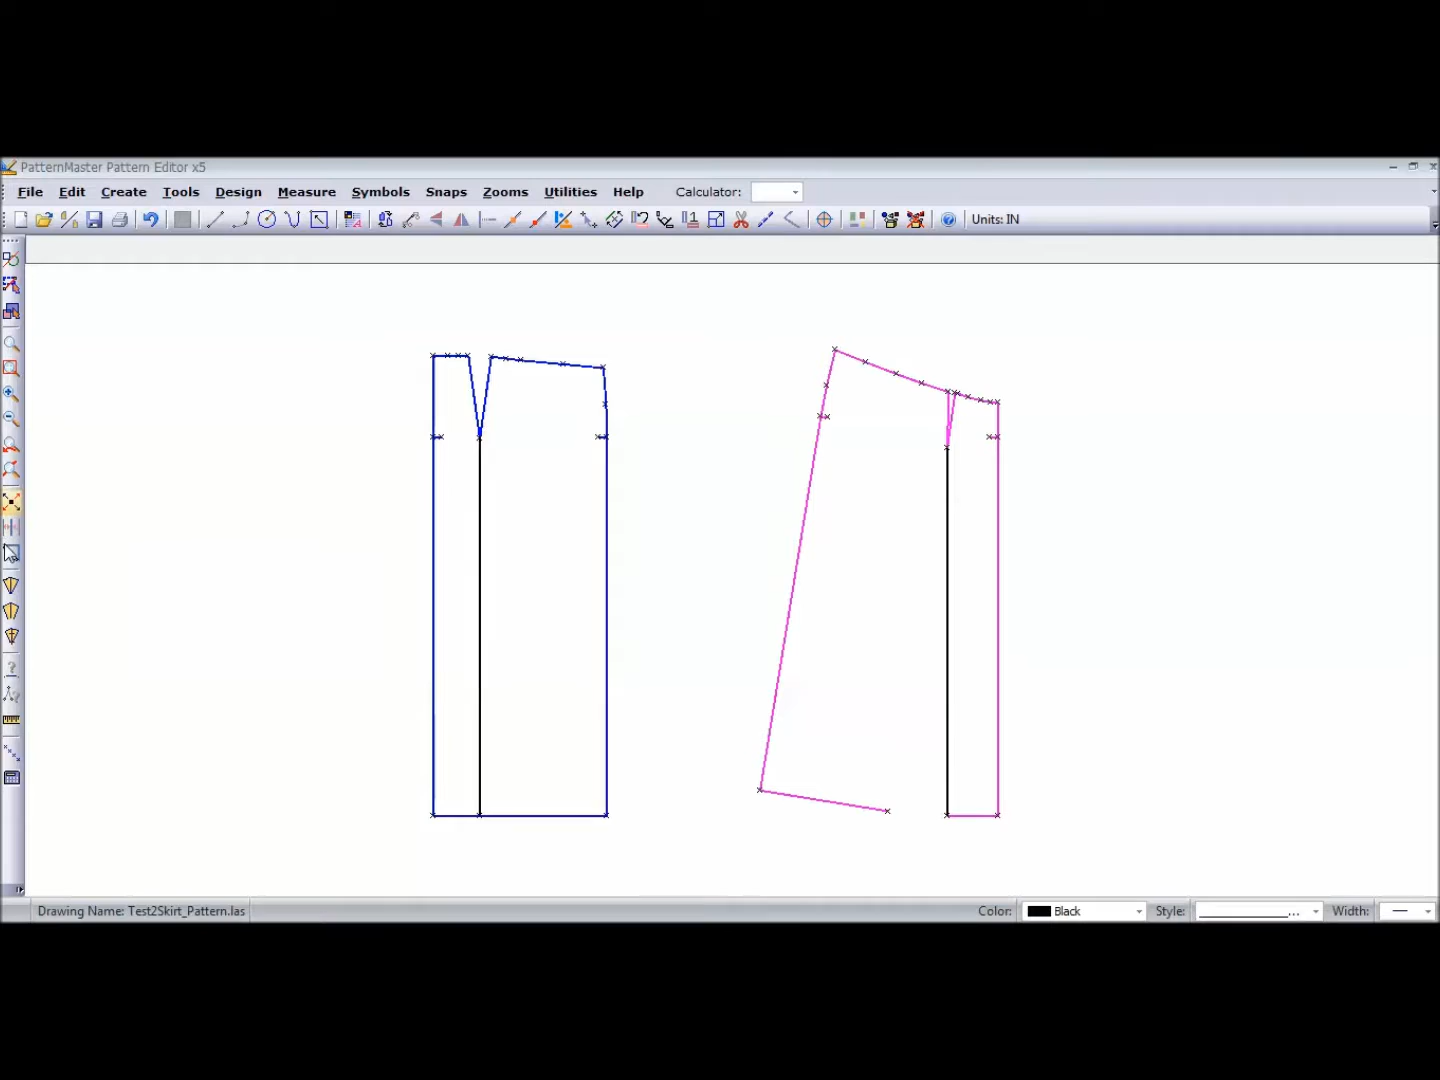 PatternMaster Pattern Editor x5
File Edit Create Tools Design Measure Symbols Snaps Zooms Utilities Help Calculator:
Units: IN
Drawing Name: Test2Skirt_Pattern.las Color: Black Style: Width: